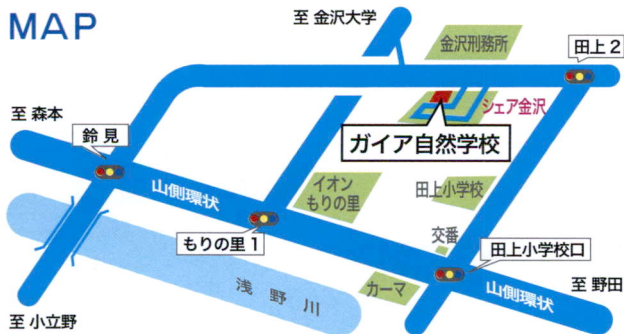 MAP
至 金沢大学
金沢刑務所
田上2
シェア金沢
至 森本
鈴見
ガイア自然学校
山側環状
イオン
もりの里
田上小学校
もりの里1
交番
田上小学校口
浅野川
カーマ
山側環状
至 野田
至 小立野